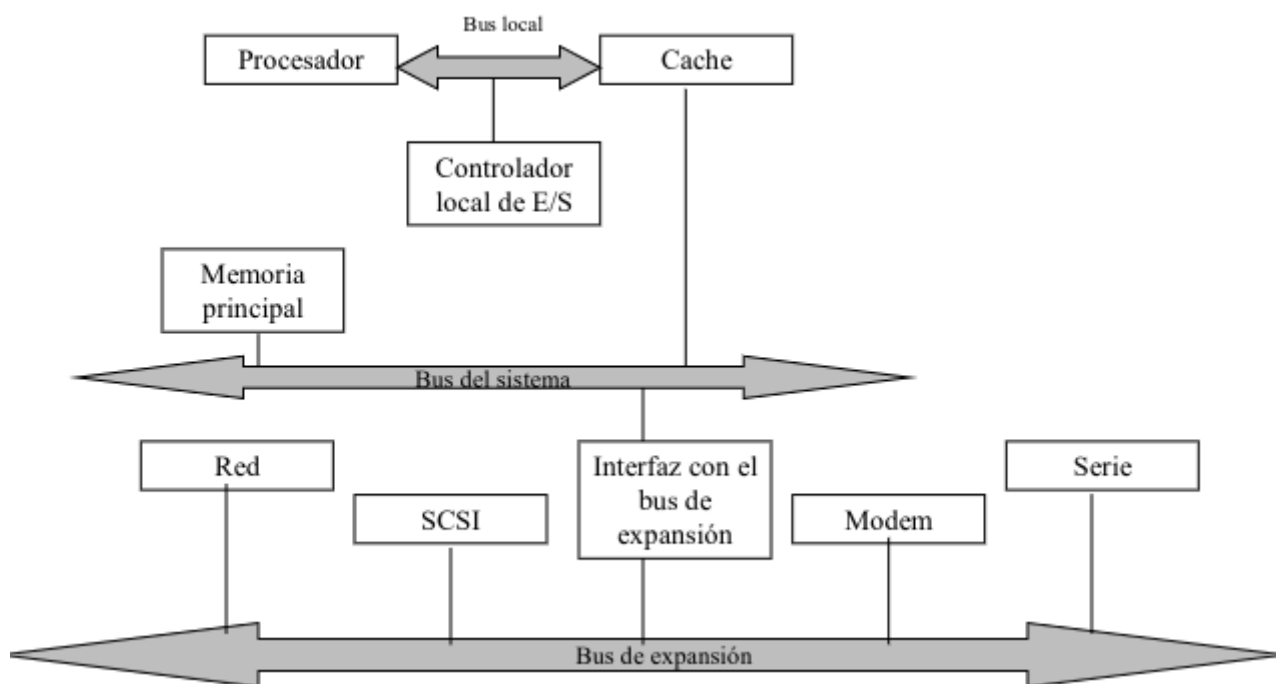 Bus local
Procesador
Cache
Controlador
local de E/S
Memoria
principal
Bus del sistema
Red
Interfaz con el
bus de
expansión
Serie
SCSI
Modem
Bus de expansión